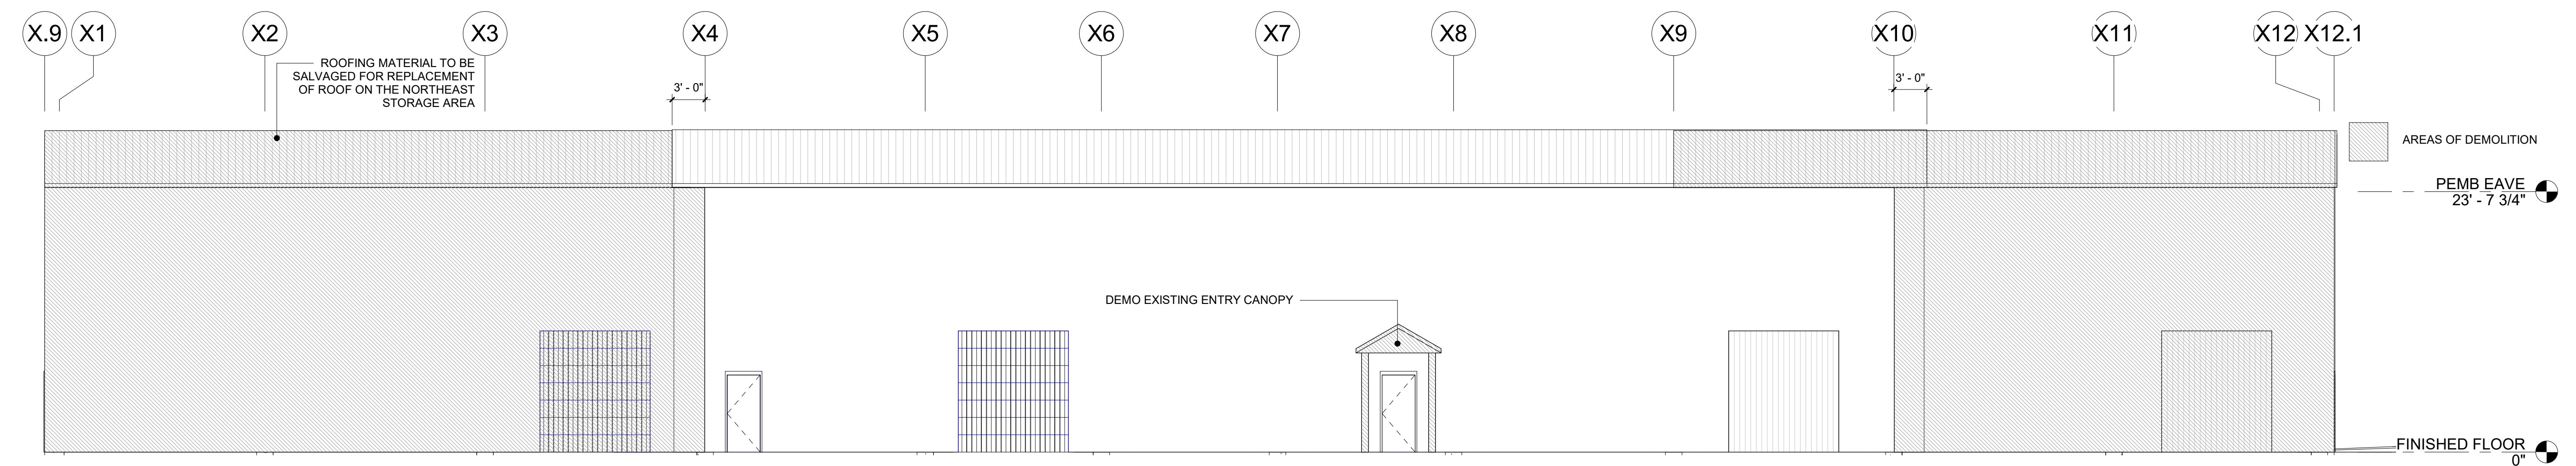 X.9
X1
X2
X3
X4
X5
X6
X7
X8
X9
X10
X11
X12
X12.1
ROOFING MATERIAL TO BE
SALVAGED FOR REPLACEMENT
OF ROOF ON THE NORTHEAST
STORAGE AREA
3' - 0"
3' - 0"
AREAS OF DEMOLITION
PEMB EAVE
23' - 7 3/4"
DEMO EXISTING ENTRY CANOPY
FINISHED FLOOR
0"